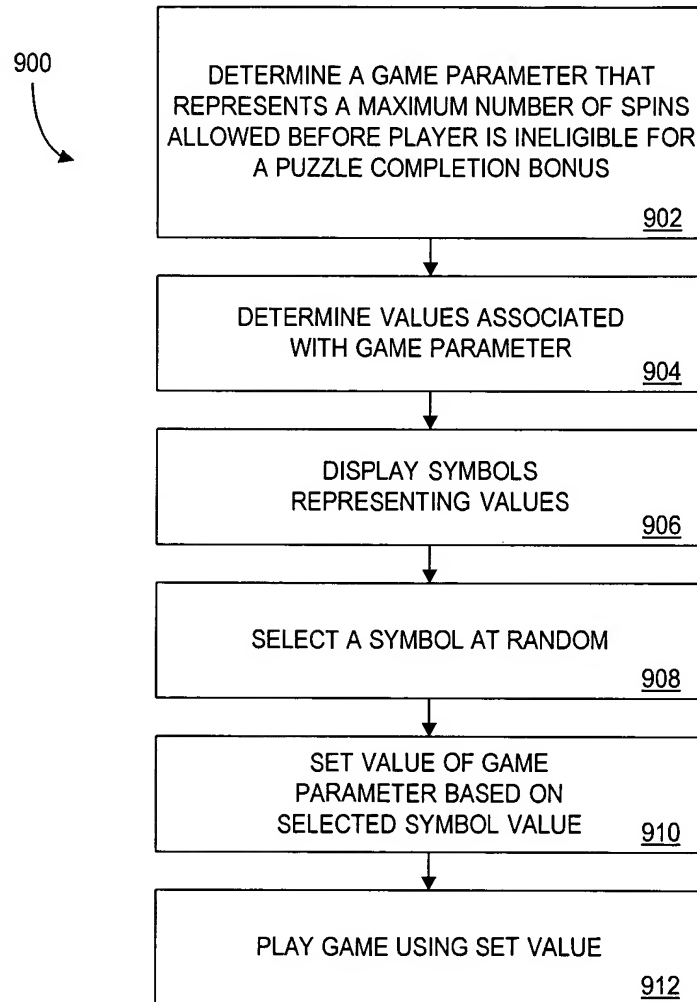 900
DETERMINE A GAME PARAMETER THAT
REPRESENTS A MAXIMUM NUMBER OF SPINS
ALLOWED BEFORE PLAYER IS INELIGIBLE FOR
A PUZZLE COMPLETION BONUS
902
DETERMINE VALUES ASSOCIATED
WITH GAME PARAMETER
904
DISPLAY SYMBOLS
REPRESENTING VALUES
906
SELECT A SYMBOL AT RANDOM
908
SET VALUE OF GAME
PARAMETER BASED ON
SELECTED SYMBOL VALUE
910
PLAY GAME USING SET VALUE
912